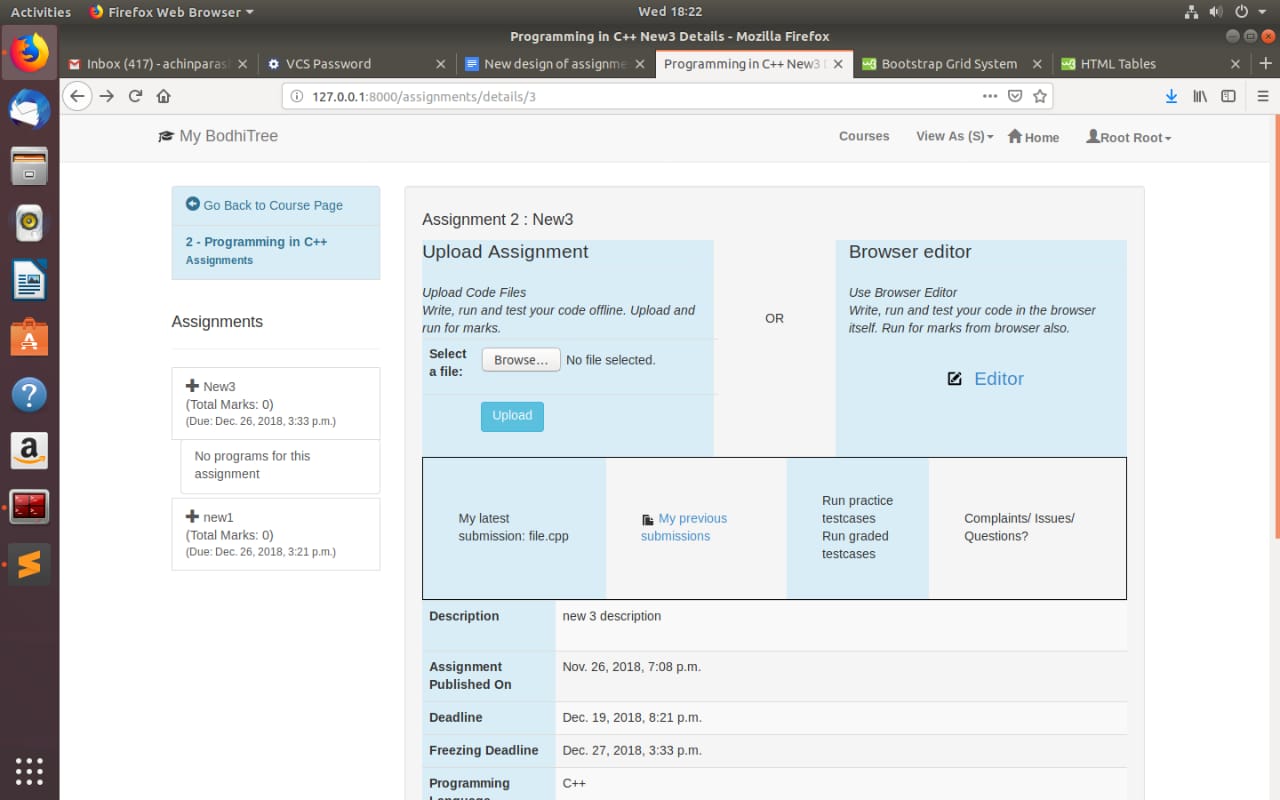 Activities Firefox Web Browser Wed 18:22
Programming in C++ New3 Details - Mozilla Firefox
Inbox (417) - achinparas VCS Password New design of assignme Programming in C++ New3 Bootstrap Grid System HTML Tables
127.0.0.1:8000/assignments/details/3
My BodhiTree Courses View As (S) Home Root Root
Go Back to Course Page
2 - Programming in C++
Assignments
Assignments
New3
(Total Marks: 0)
(Due: Dec. 26, 2018, 3:33 p.m.)
No programs for this
assignment
new1
(Total Marks: 0)
(Due: Dec. 26, 2018, 3:21 p.m.)
Assignment 2 : New3
Upload Assignment
Upload Code Files
Write, run and test your code offline. Upload and
run for marks.
Select
a file:
Browse... No file selected.
Upload
OR
Browser editor
Use Browser Editor
Write, run and test your code in the browser
itself. Run for marks from browser also.
Editor
My latest
submission: file.cpp
My previous
submissions
Run practice
testcases
Run graded
testcases
Complaints/ Issues/
Questions?
Description new 3 description
Assignment
Published On
Nov. 26, 2018, 7:08 p.m.
Deadline Dec. 19, 2018, 8:21 p.m.
Freezing Deadline Dec. 27, 2018, 3:33 p.m.
Programming
Language
C++